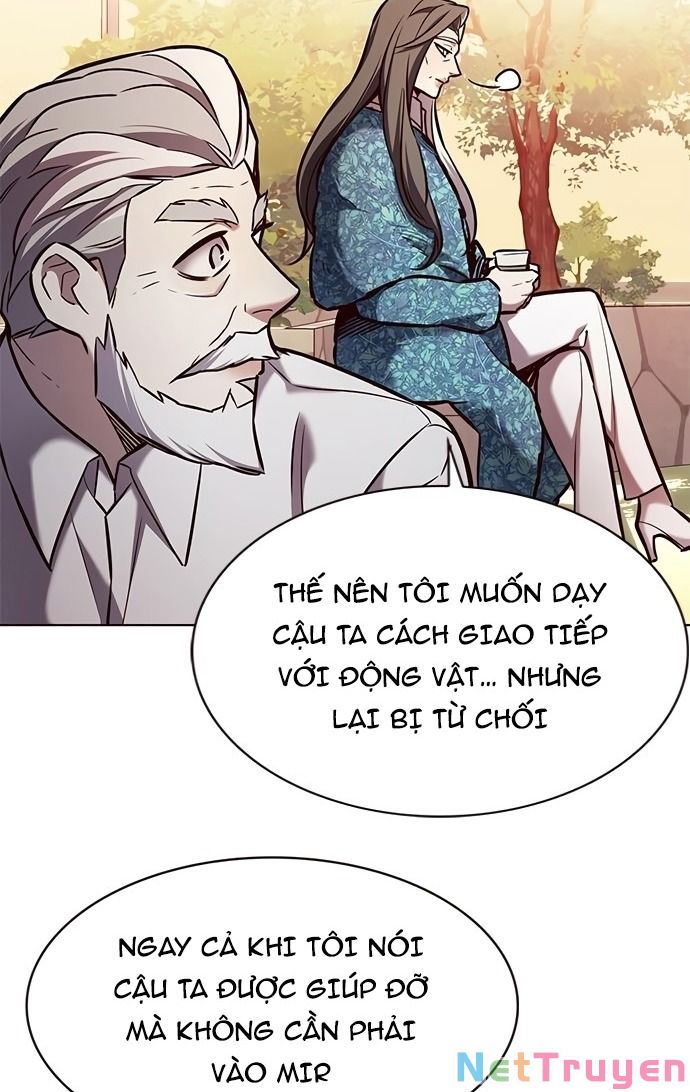 THẾ NÊN TÔI MUỐN DẠY
CẬU TA CÁCH GIAO TIẾP
VỚI ĐỘNG VẬT... NHƯNG
LẠI BỊ TỪ CHỐI
NGAY CẢ KHI TÔI NÓI
CẬU TA ĐƯỢC GIÚP ĐỠ
MÀ KHÔNG CẦN PHẢI
VÀO MIR
NetTruyen